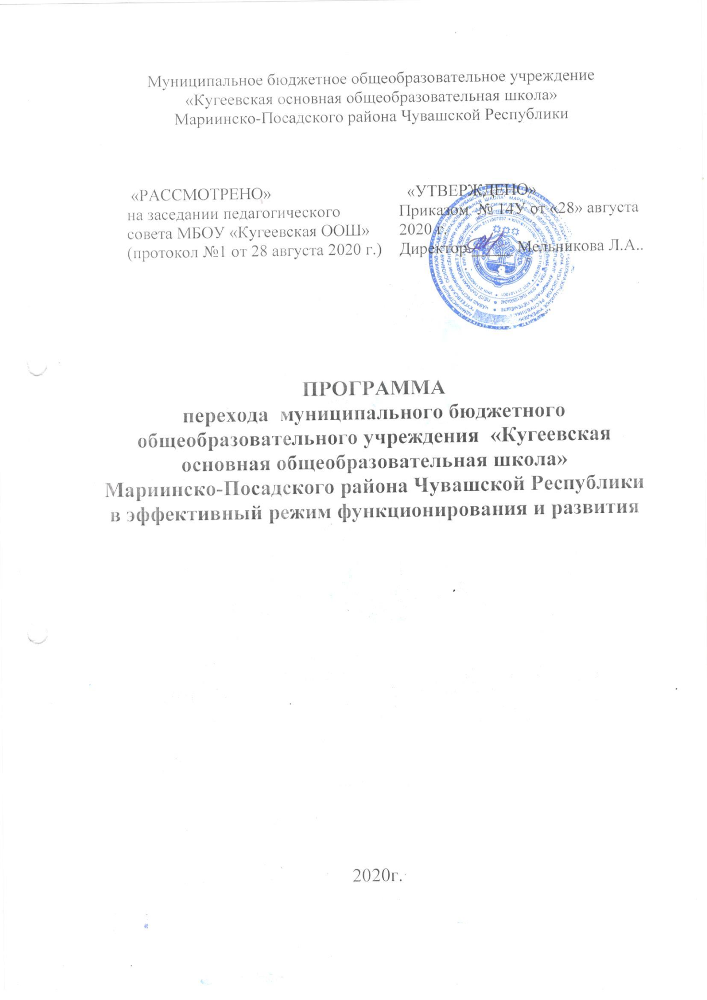 Муниципальное бюджетное общеобразовательное учреждение
«Кугеевская основная общеобразовательная школа»
Мариинско-Посадского района Чувашской Республики
«РАССМОТРЕНО»
на заседании педагогического
совета МБОУ «Кугеевская ООШ»
(протокол №1 от 28 августа 2020 г.)
«УТВЕРЖДЕНО»
Приказом № 14У от «28» августа
2020 г.
Директор Мельникова Л.А..
ИНН 2111007037
ПРОГРАММА
перехода муниципального бюджетного
общеобразовательного учреждения «Кугеевская
основная общеобразовательная школа»
Мариинско-Посадского района Чувашской Республики
в эффективный режим функционирования и развития
2020г.